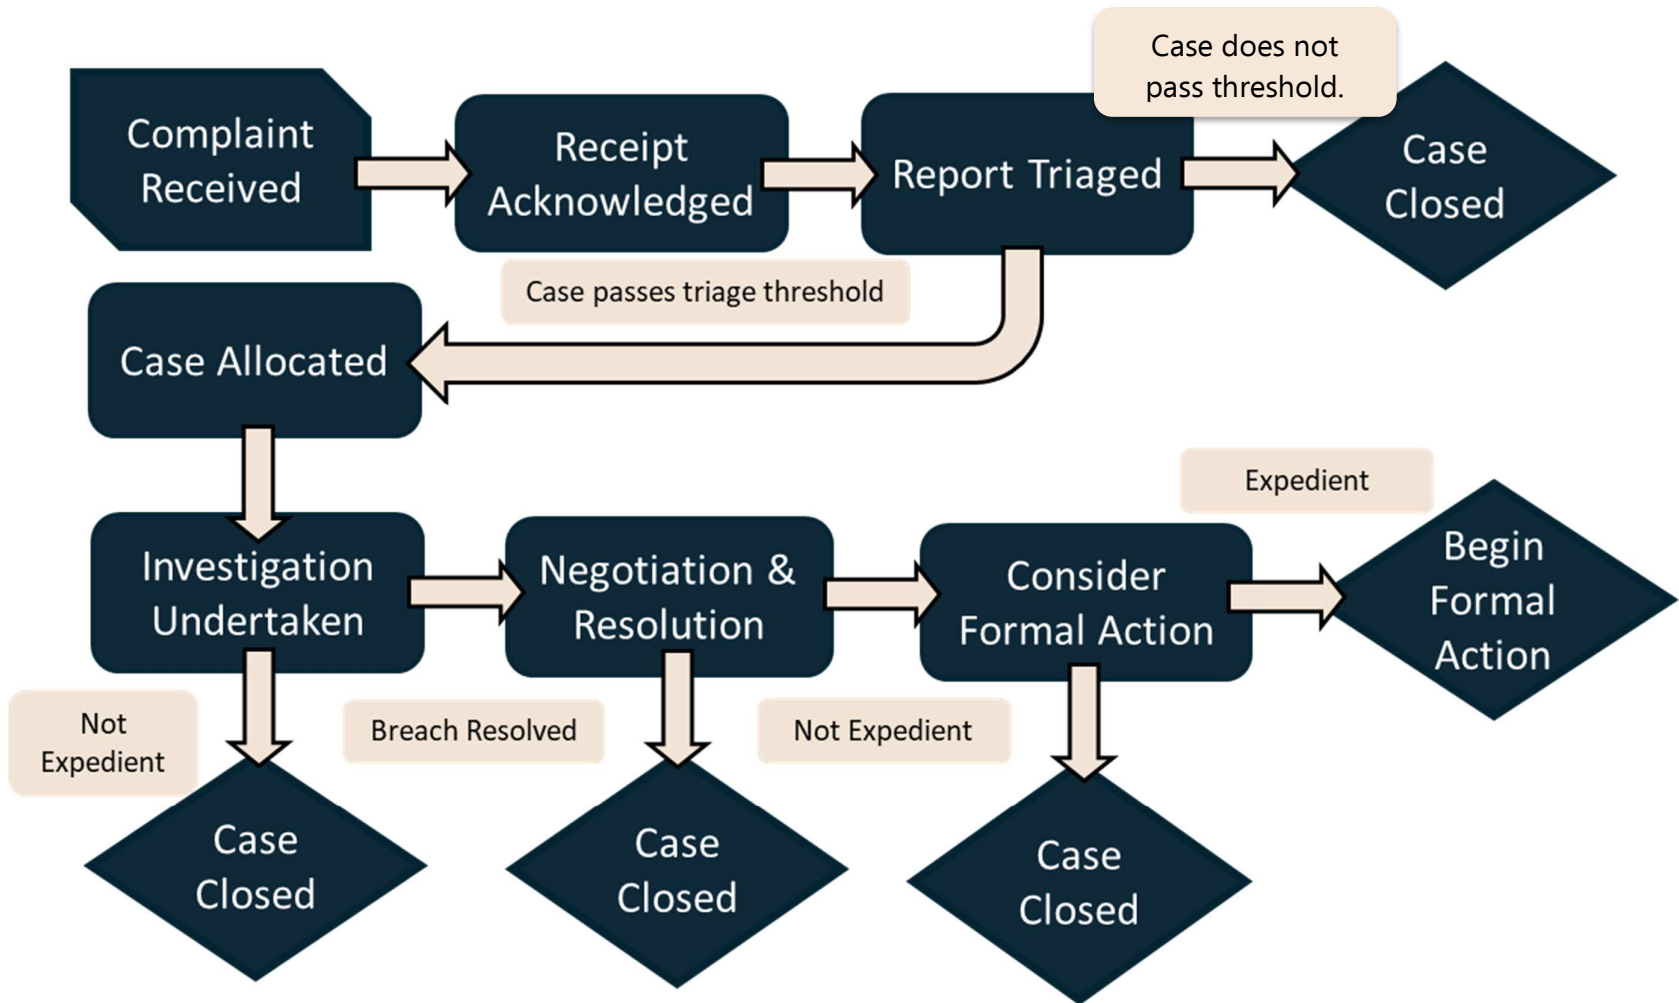 Case does not
pass threshold.
Complaint
Received
Receipt
Acknowledged
Report Triaged
Case
Closed
Case passes triage threshold
Case Allocated
Expedient
Investigation
Undertaken
Negotiation &
Resolution
Consider
Formal Action
Begin
Formal
Action
Not
Expedient
Breach Resolved
Not Expedient
Case
Closed
Case
Closed
Case
Closed